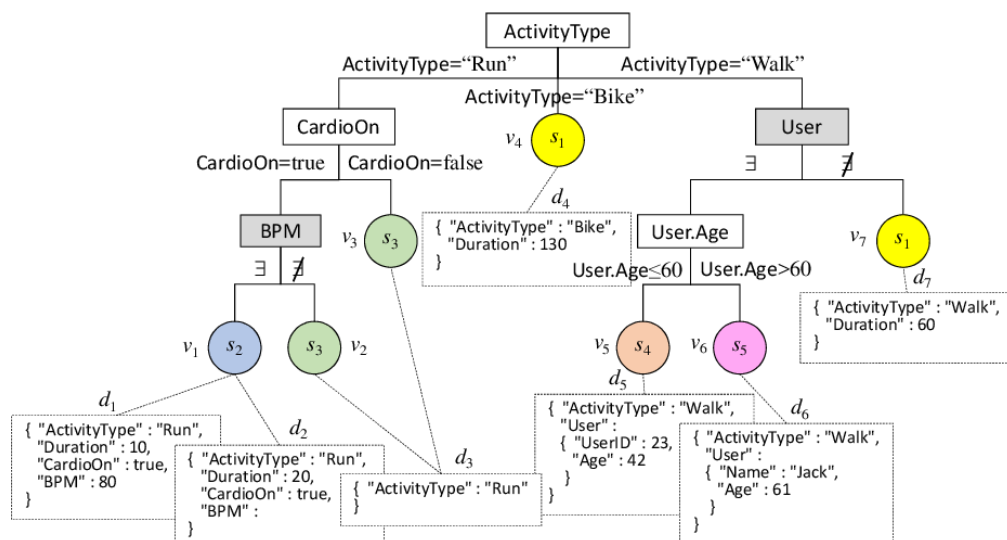 ActivityType
ActivityType=“Run”
ActivityType=“Walk”
ActivityType=“Bike”
CardioOn
v4
s1
User
CardioOn=true
CardioOn=false
∃
∄
d4
BPM
v3
s3
{ "ActivityType" : "Bike",
"Duration" : 130
}
User.Age
v7
s1
∃
∄
User.Age≤60
User.Age>60
d7
{ "ActivityType" : "Walk",
"Duration" : 60
}
v1
s2
s3
v2
v5
s4
v6
s5
d1
{ "ActivityType" : "Run",
"Duration" : 10,
"CardioOn" : true,
"BPM" : 80
}
d2
{ "ActivityType" : "Run",
"Duration" : 20,
"CardioOn" : true,
"BPM" :
}
d3
{ "ActivityType" : "Run"
}
d5
{ "ActivityType" : "Walk",
"User" :
{ "UserID" : 23,
"Age" : 42
}
}
d6
{ "ActivityType" : "Walk",
"User" :
{ "Name" : "Jack",
"Age" : 61
}
}